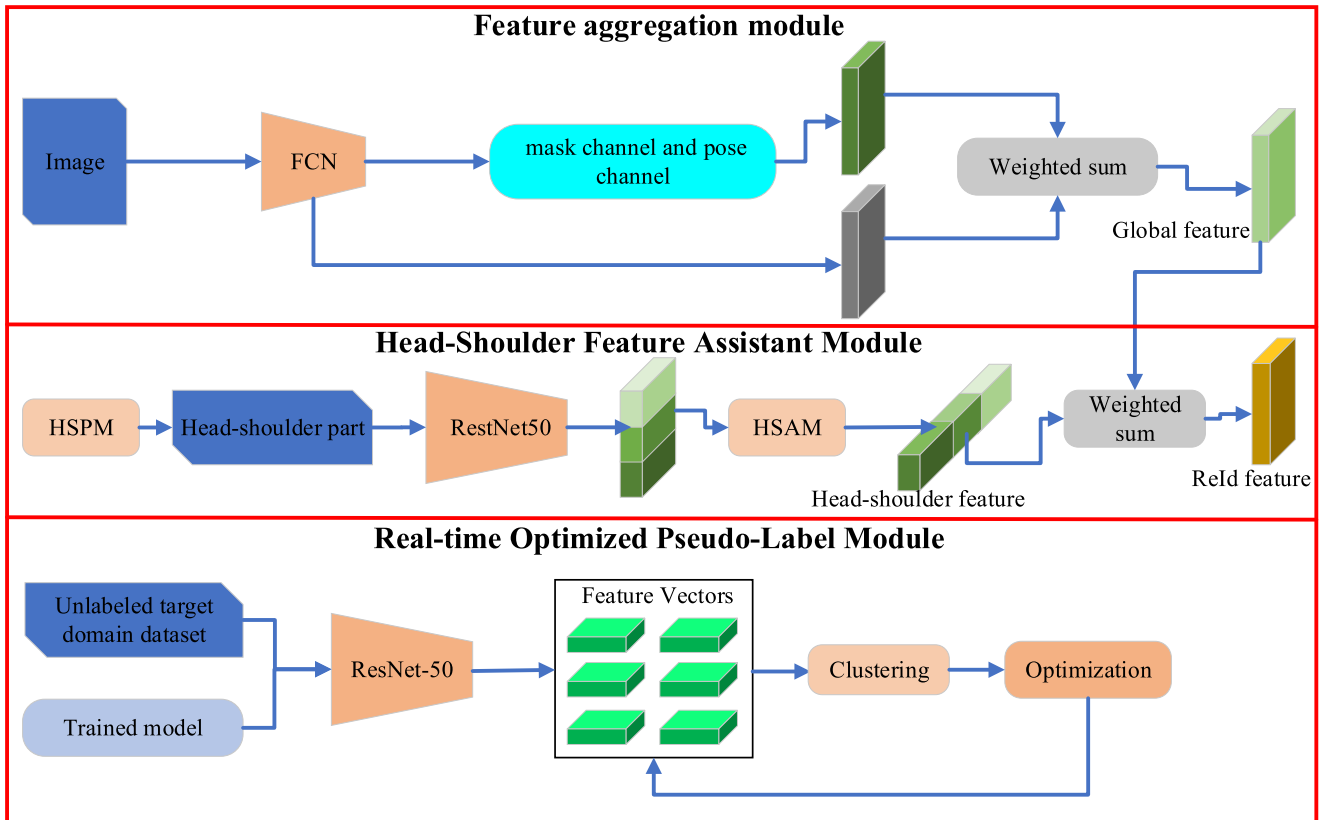 Feature aggregation module
Image
FCN
mask channel and pose
channel
Weighted sum
Global feature
Head-Shoulder Feature Assistant Module
HSPM
Head-shoulder part
RestNet50
HSAM
Head-shoulder feature
Weighted
sum
ReId feature
Real-time Optimized Pseudo-Label Module
Unlabeled target
domain dataset
Trained model
ResNet-50
Feature Vectors
Clustering
Optimization